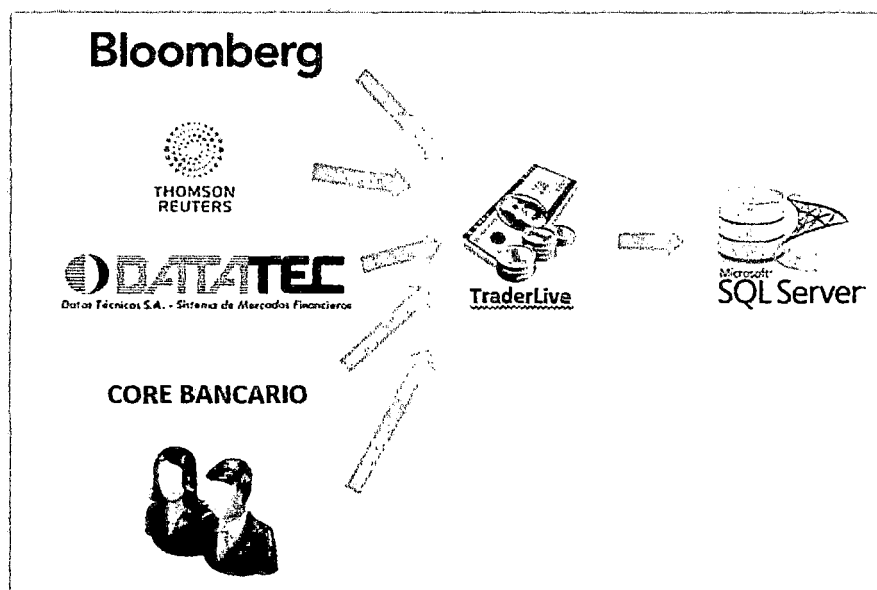 Bloomberg
THOMSON
REUTERS
DATATEC
Datos Técnicos S.A. - Sistema de Mercados Financieros
CORE BANCARIO
TraderLive
Microsoft
SQL Server